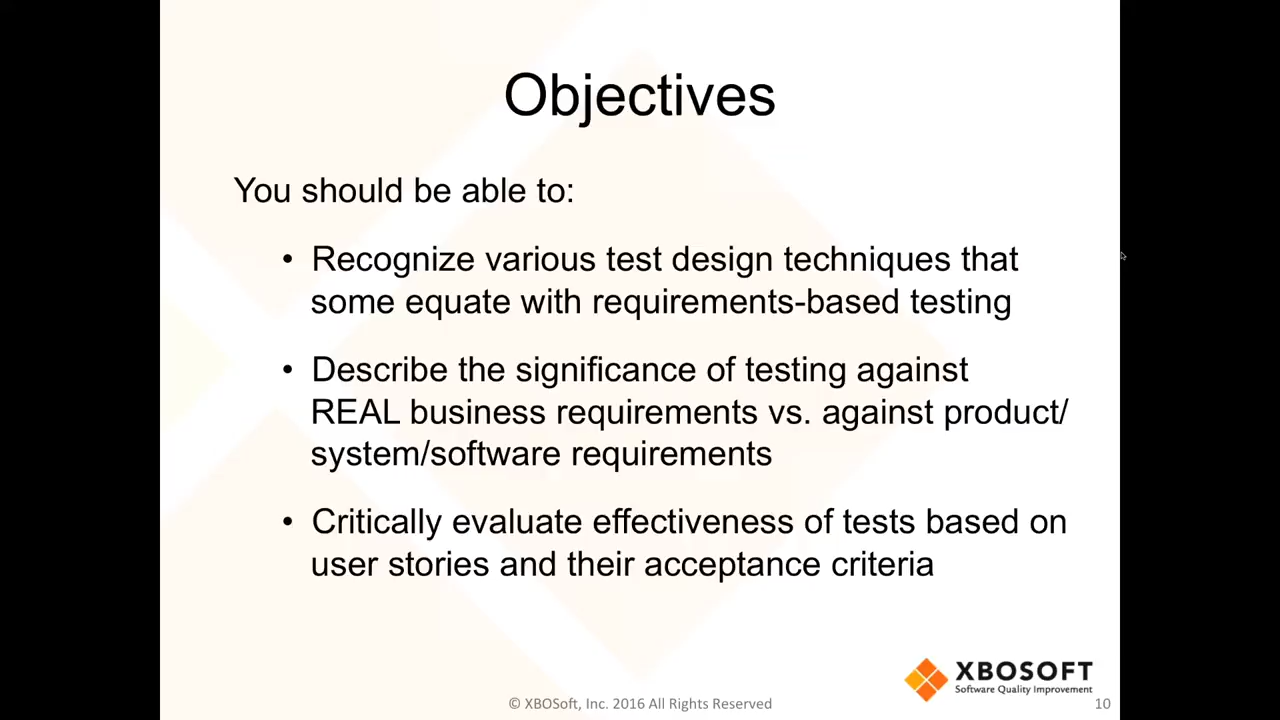 Objectives
You should be able to:
• Recognize various test design techniques that
some equate with requirements-based testing
• Describe the significance of testing against
REAL business requirements vs. against product/
system/software requirements
• Critically evaluate effectiveness of tests based on
user stories and their acceptance criteria
XBOSOFT
Software Quality Improvement
© XBOSoft, Inc. 2016 All Rights Reserved
10